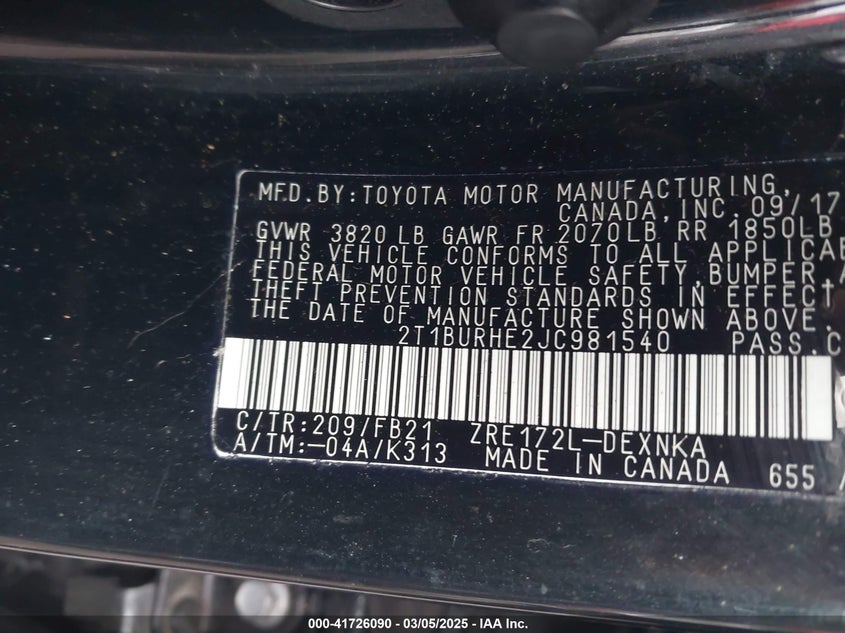 MFD.BY:TOYOTA MOTOR MANUFACTURING,
CANADA,INC. 09/17
GVWR 3820 LB GAWR FR 2070LB,RR 1850LB
THIS VEHICLE CONFORMS TO ALL APPLICAB
FEDERAL MOTOR VEHICLE SAFETY,BUMPER A
THEFT PREVENTION STANDARDS IN EFFECT
THE DATE OF MANUFACTURE SHOWN ABOVE.
2T1BURHE2JC981540 PASS.C
C/TR:209/FB21 ZRE172L-DEXNKA
A/TM:-04A/K313 MADE IN CANADA 655
000-41726090 - 03/05/2025 - IAA Inc.